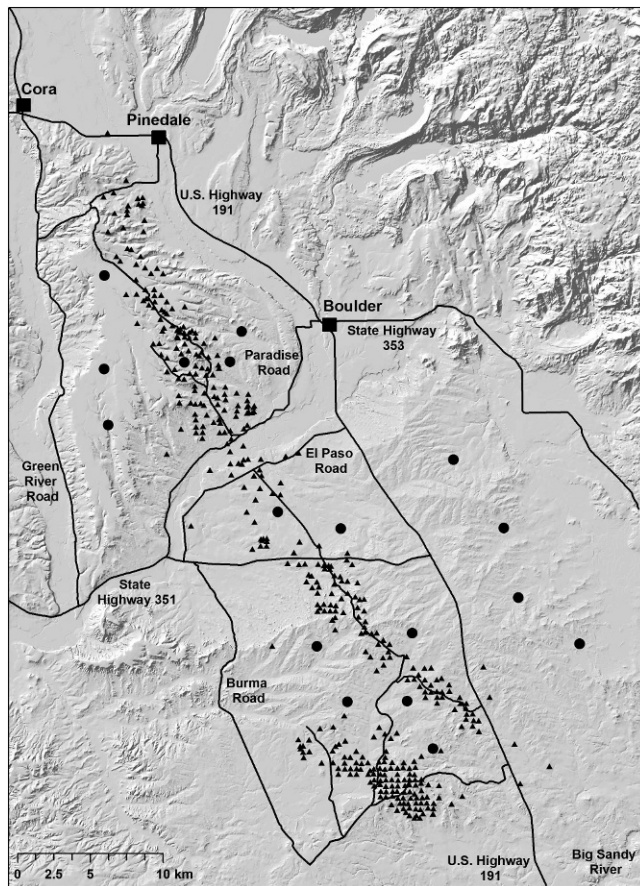 Cora
Pinedale
U.S. Highway
191
Boulder
State Highway
353
Paradise
Road
El Paso
Road
Green
River
Road
State
Highway 351
Burma
Road
0 2.5 5 10 km
U.S. Highway
191
Big Sandy
River